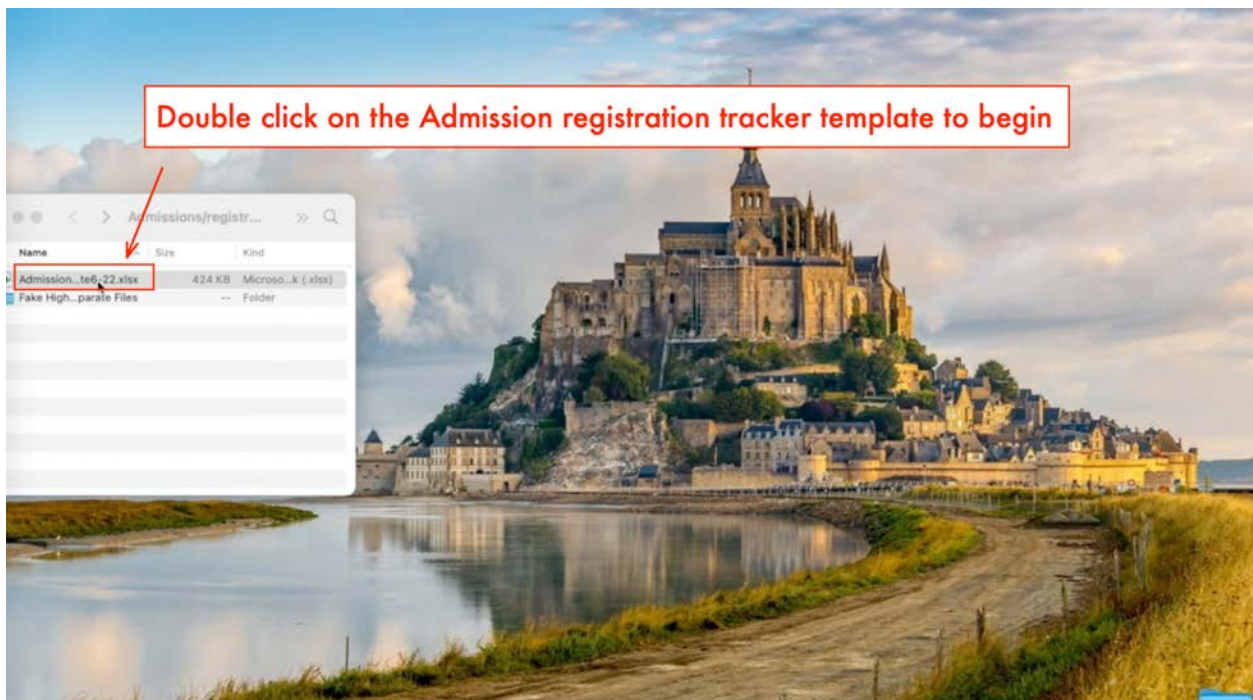 Double click on the Admission registration tracker template to begin
Admissions/registr...
Name Size Kind
Admission...te6-22.xlsx 424 KB Microso...k (.xlsx)
Fake High...parate Files -- Folder